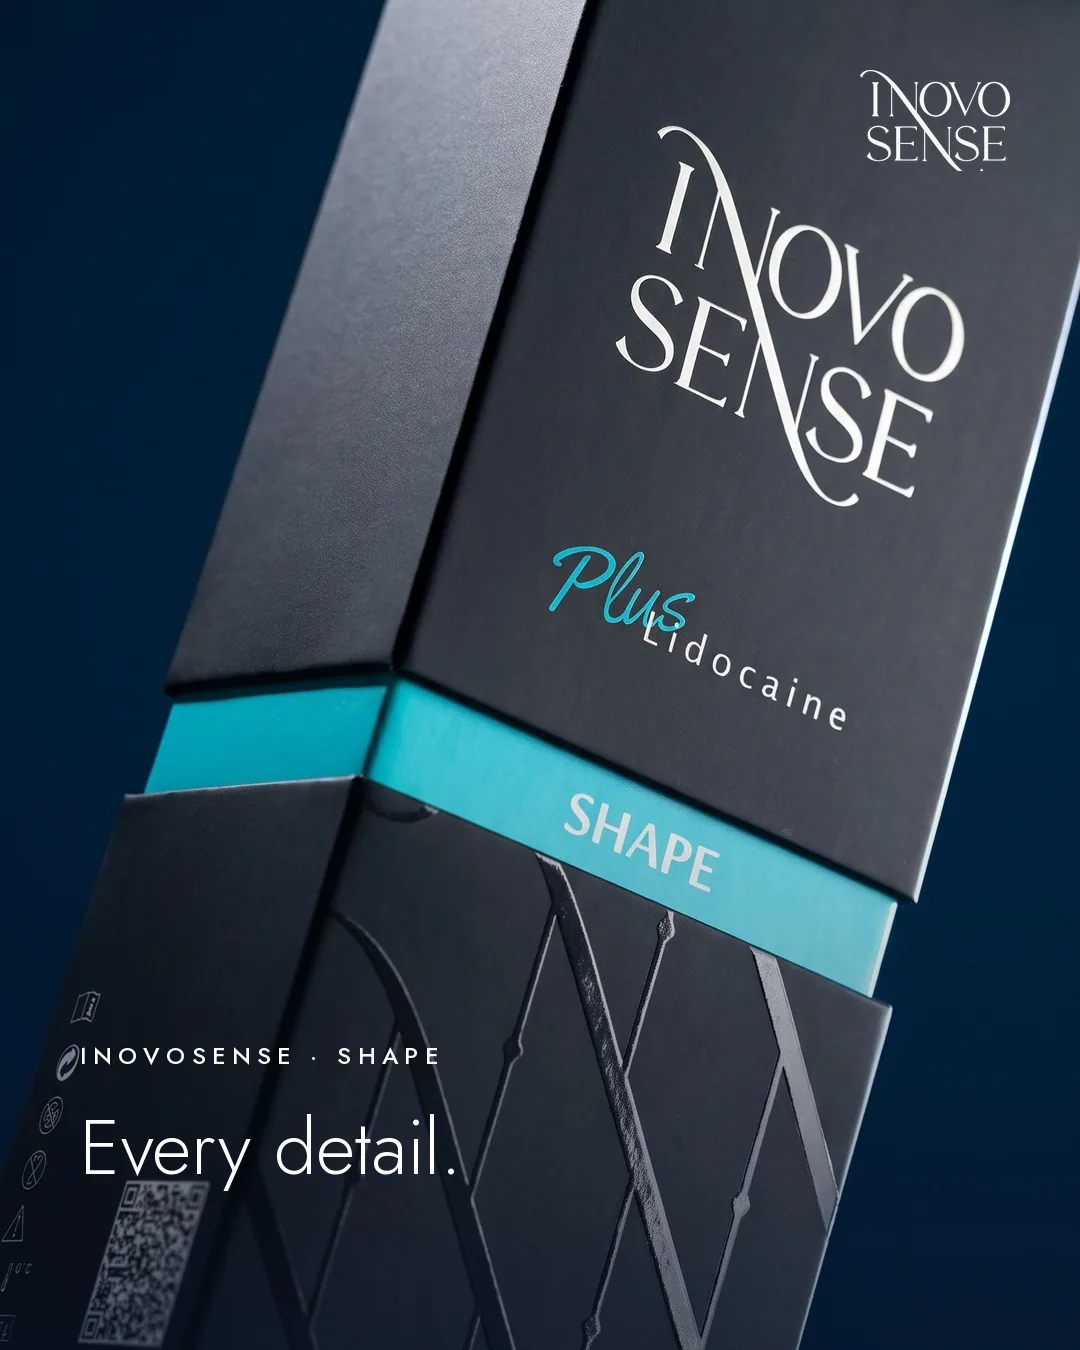 INOVO
SENSE
INOVO
SENSE
Plus
Lidocaine
SHAPE
INOVOSENSE · SHAPE
Every detail.